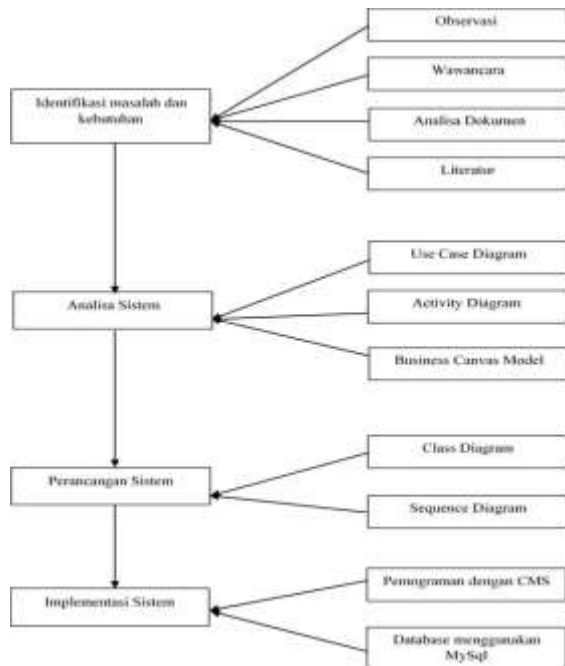 Observasi
Wawancara
Identifikasi masalah dan
kebutuhan
Analisa Dokumen
Literatur
Use Case Diagram
Analisa Sistem
Activity Diagram
Business Canvas Model
Class Diagram
Perancangan Sistem
Sequence Diagram
Pemograman dengan CMS
Implementasi Sistem
Database menggunakan
MySql